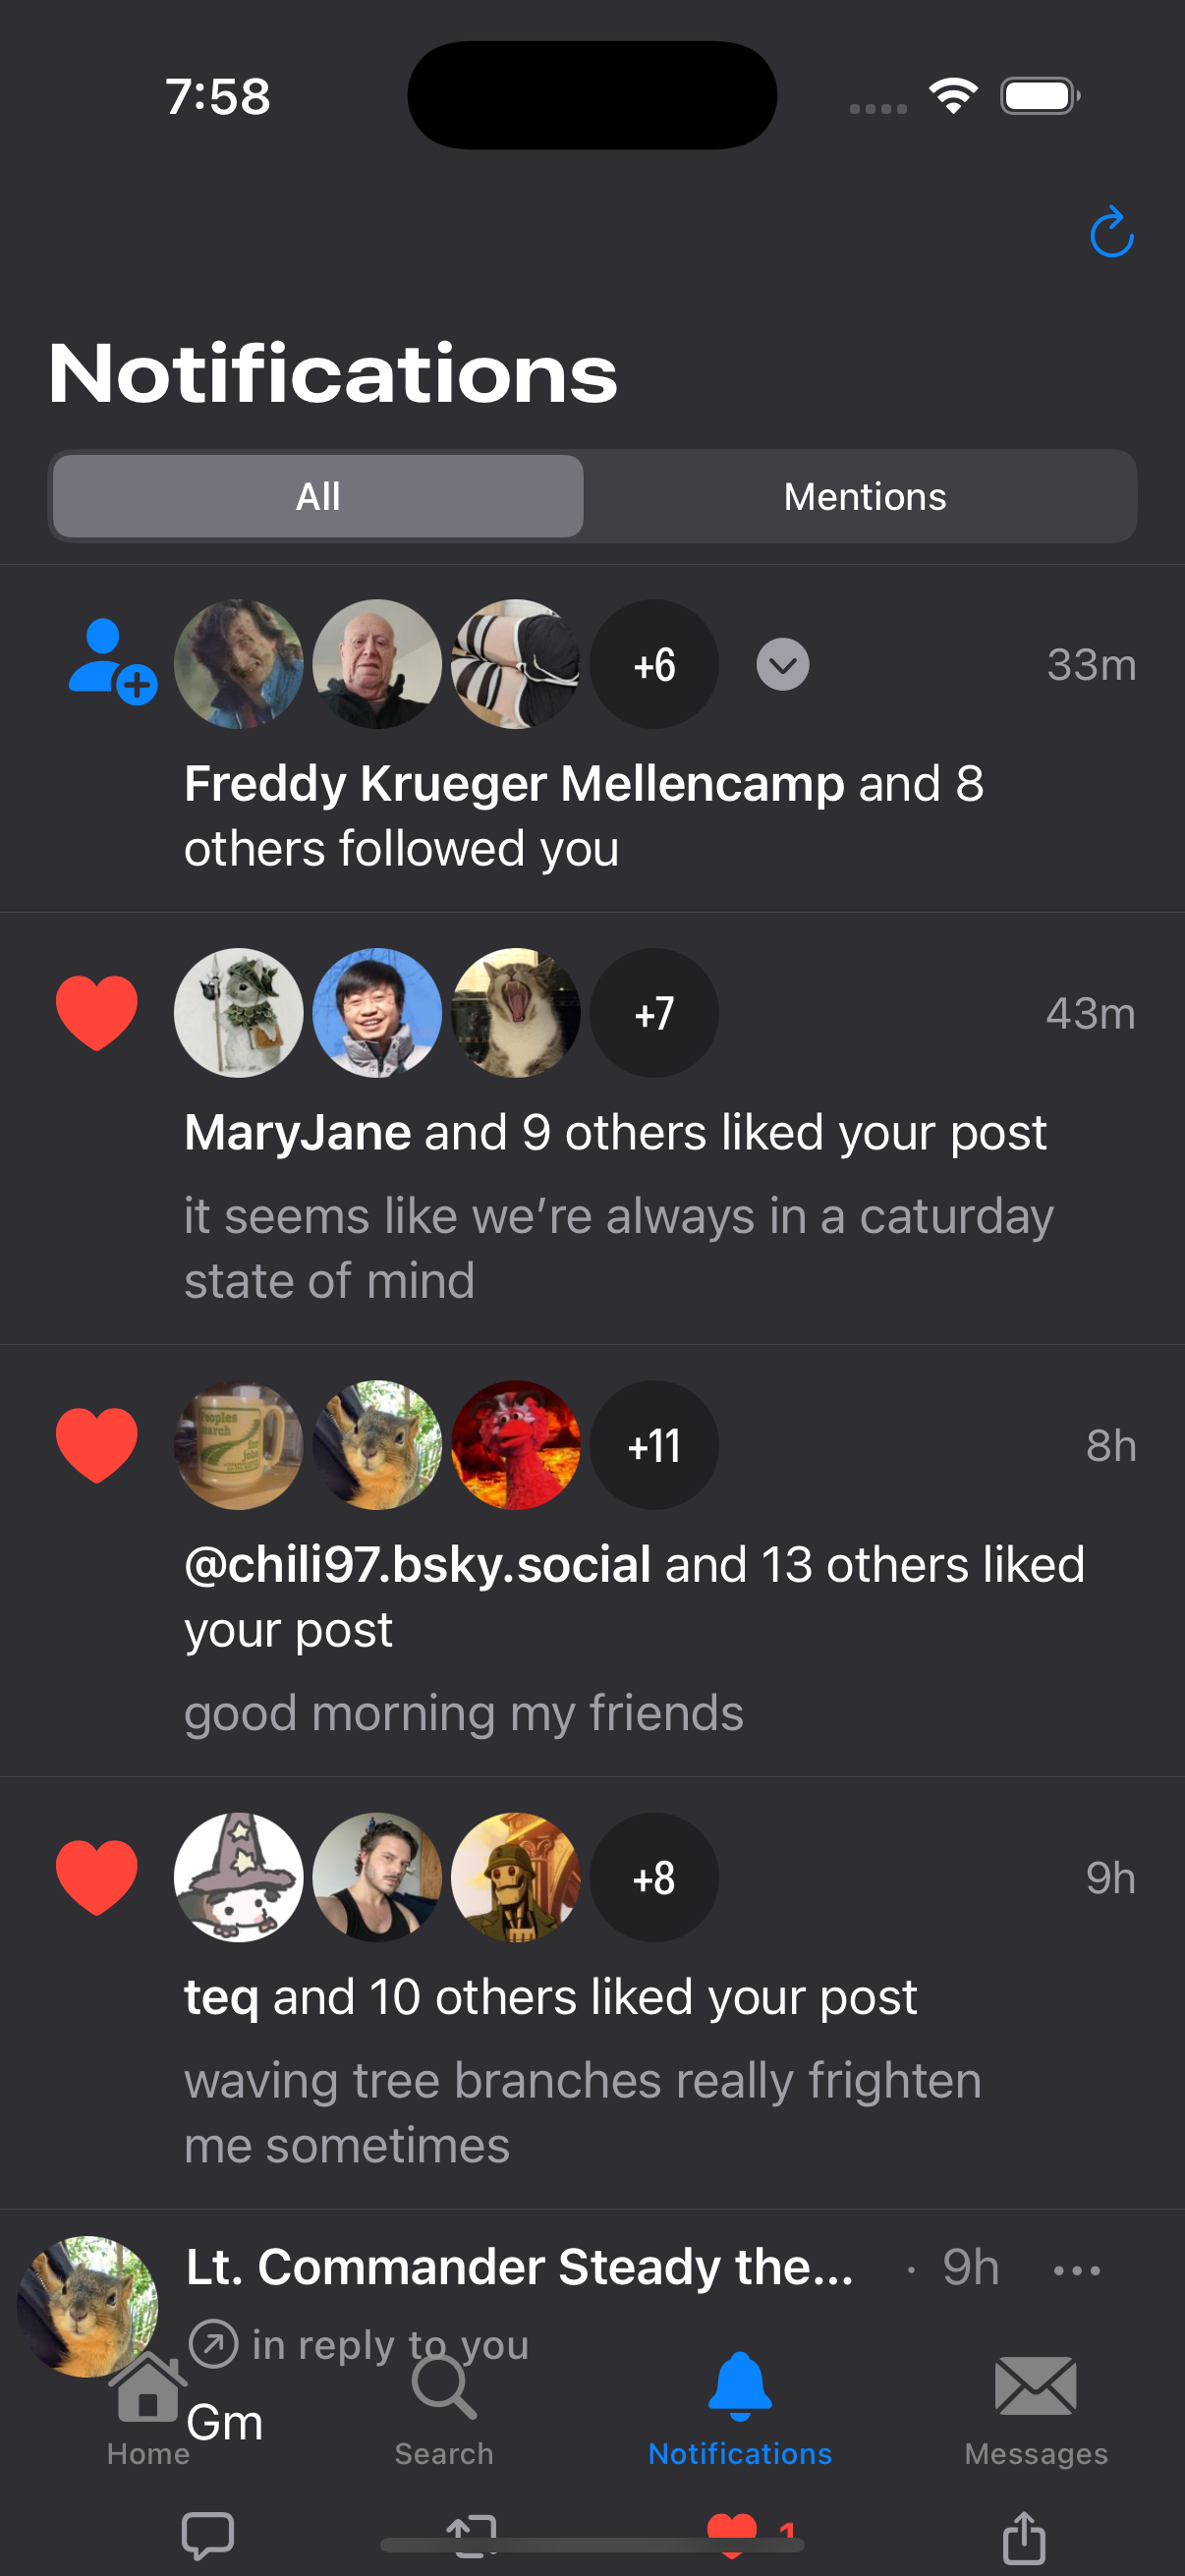 7:58
Notifications
All
Mentions
+6
33m
Freddy Krueger Mellencamp and 8
others followed you
+7
43m
MaryJane and 9 others liked your post
it seems like we’re always in a caturday
state of mind
Peoples
march
for
jobs
+11
8h
@chili97.bsky.social and 13 others liked
your post
good morning my friends
+8
9h
teq and 10 others liked your post
waving tree branches really frighten
me sometimes
Lt. Commander Steady the... · 9h
in reply to you
Gm
Home
Search
Notifications
Messages
1